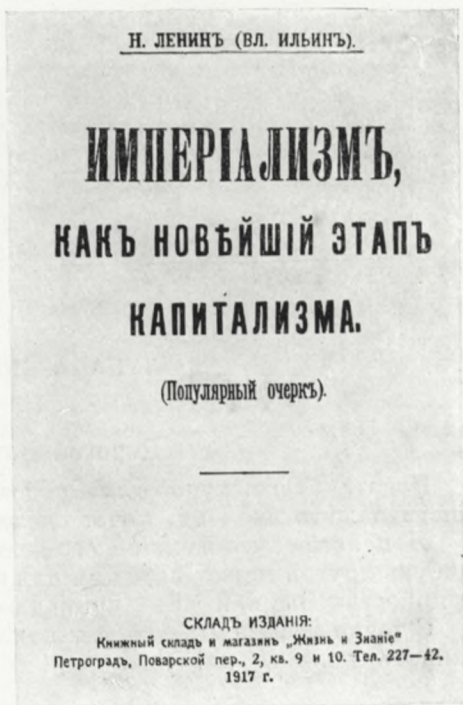 Н. ЛЕНИНЪ (ВЛ. ИЛЬИНЪ).
ИМПЕРІАЛИЗМЪ,
КАКЪ НОВѢЙШІЙ ЭТАПЪ
КАПИТАЛИЗМА.
(Популярный очеркъ).
СКЛАДЪ ИЗДАНІЯ:
Книжный складъ и магазинъ „Жизнь и Знаніе“
Петроградъ, Поварской пер., 2, кв. 9 и 10. Тел. 227—42.
1917 г.